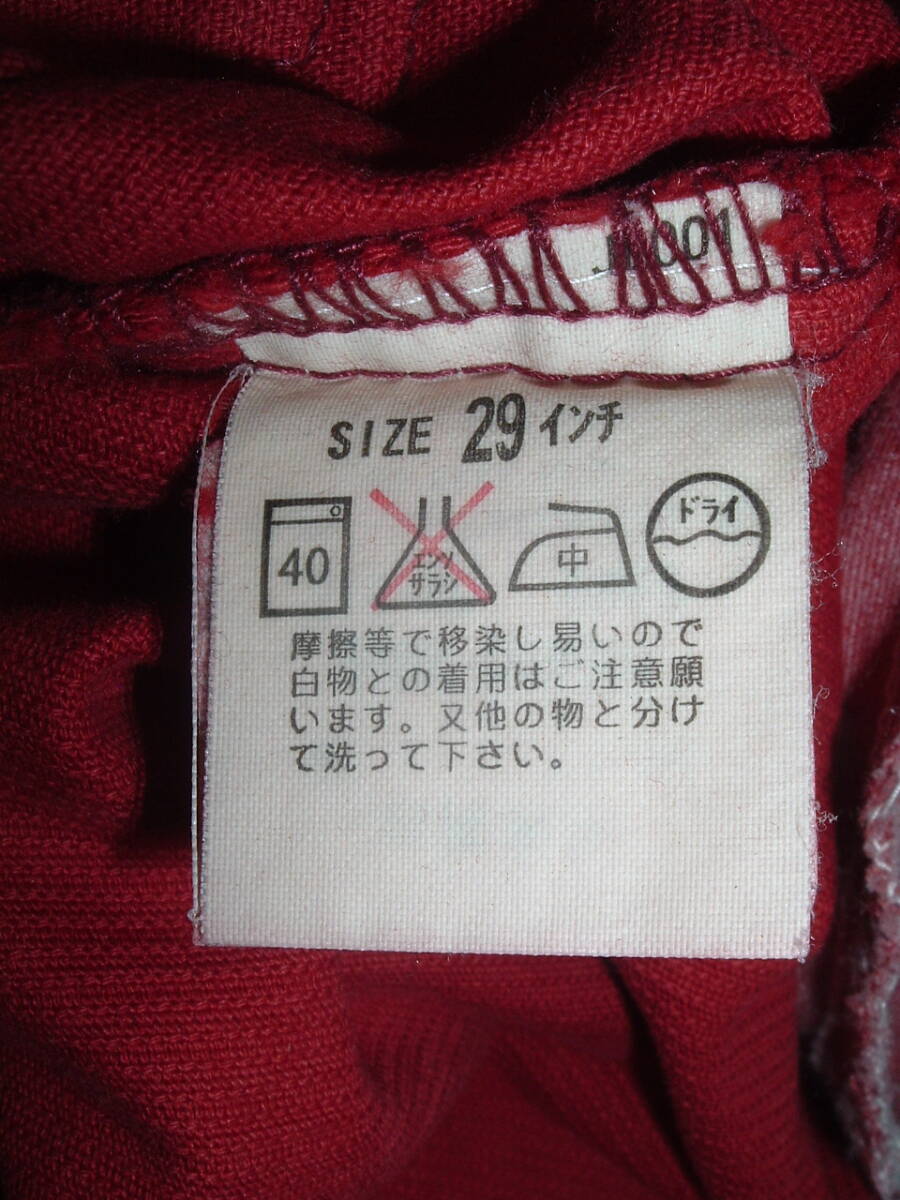 001
SIZE 29 インチ
40 エンソ サラシ 中 ドライ
摩擦等で移染し易いので
白物との着用はご注意願
います。又他の物と分け
て洗って下さい。